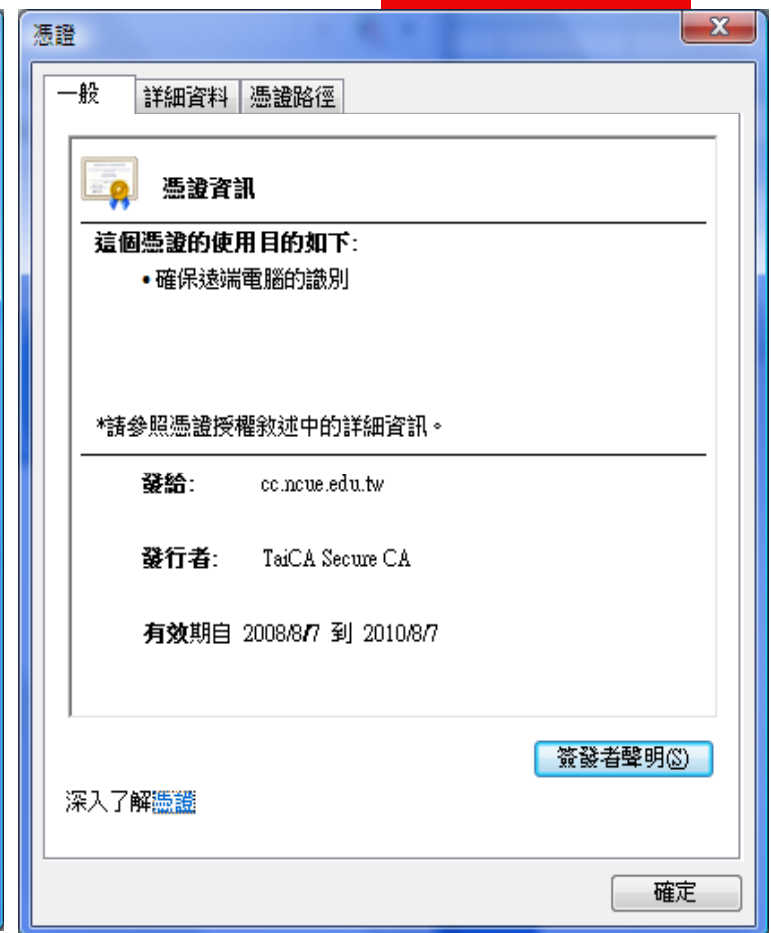 憑證
一般 詳細資料 憑證路徑
憑證資訊
這個憑證的使用目的如下:
•確保遠端電腦的識別
*請參照憑證授權敘述中的詳細資訊。
發給: cc.ncue.edu.tw
發行者: TaiCA Secure CA
有效期自 2008/8/7 到 2010/8/7
簽發者聲明(S)
深入了解憑證
確定